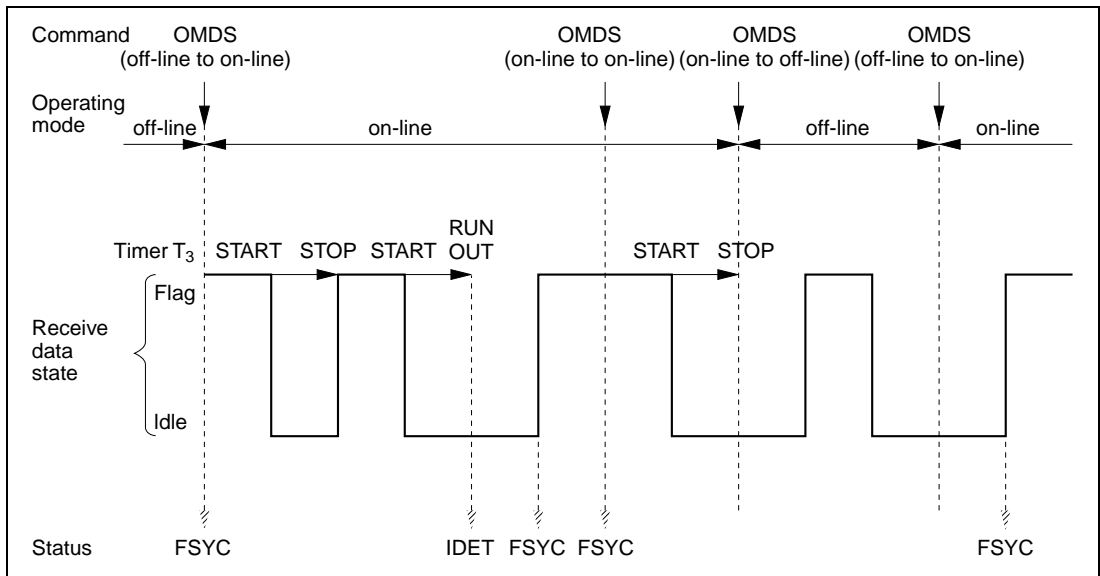 Command OMDS OMDS OMDS OMDS
(off-line to on-line) (on-line to on-line) (on-line to off-line) (off-line to on-line)
Operating
mode
off-line on-line off-line on-line
RUN
Timer T3 START STOP START OUT START STOP
Flag
Receive
data
state
Idle
Status FSYC IDET FSYC FSYC FSYC